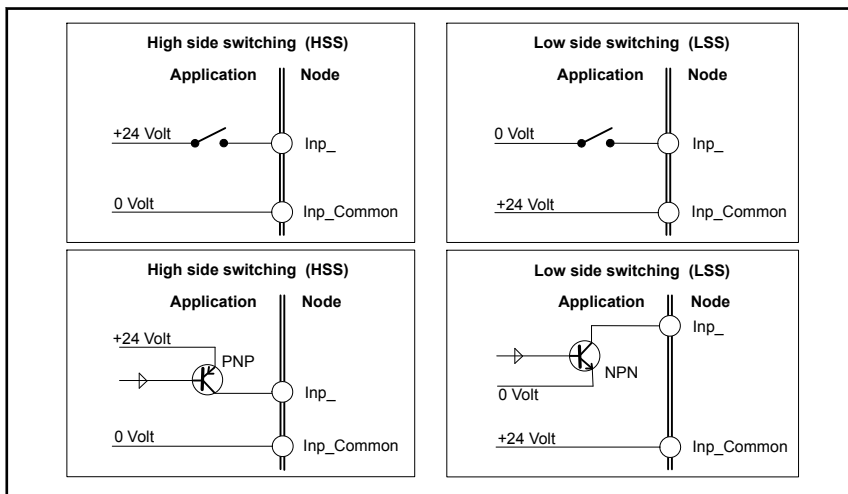 High side switching (HSS)
Application Node
+24 Volt
Inp_
0 Volt
Inp_Common
Low side switching (LSS)
Application Node
0 Volt
Inp_
+24 Volt
Inp_Common
High side switching (HSS)
Application Node
+24 Volt
PNP
Inp_
0 Volt
Inp_Common
Low side switching (LSS)
Application Node
Inp_
NPN
0 Volt
+24 Volt
Inp_Common